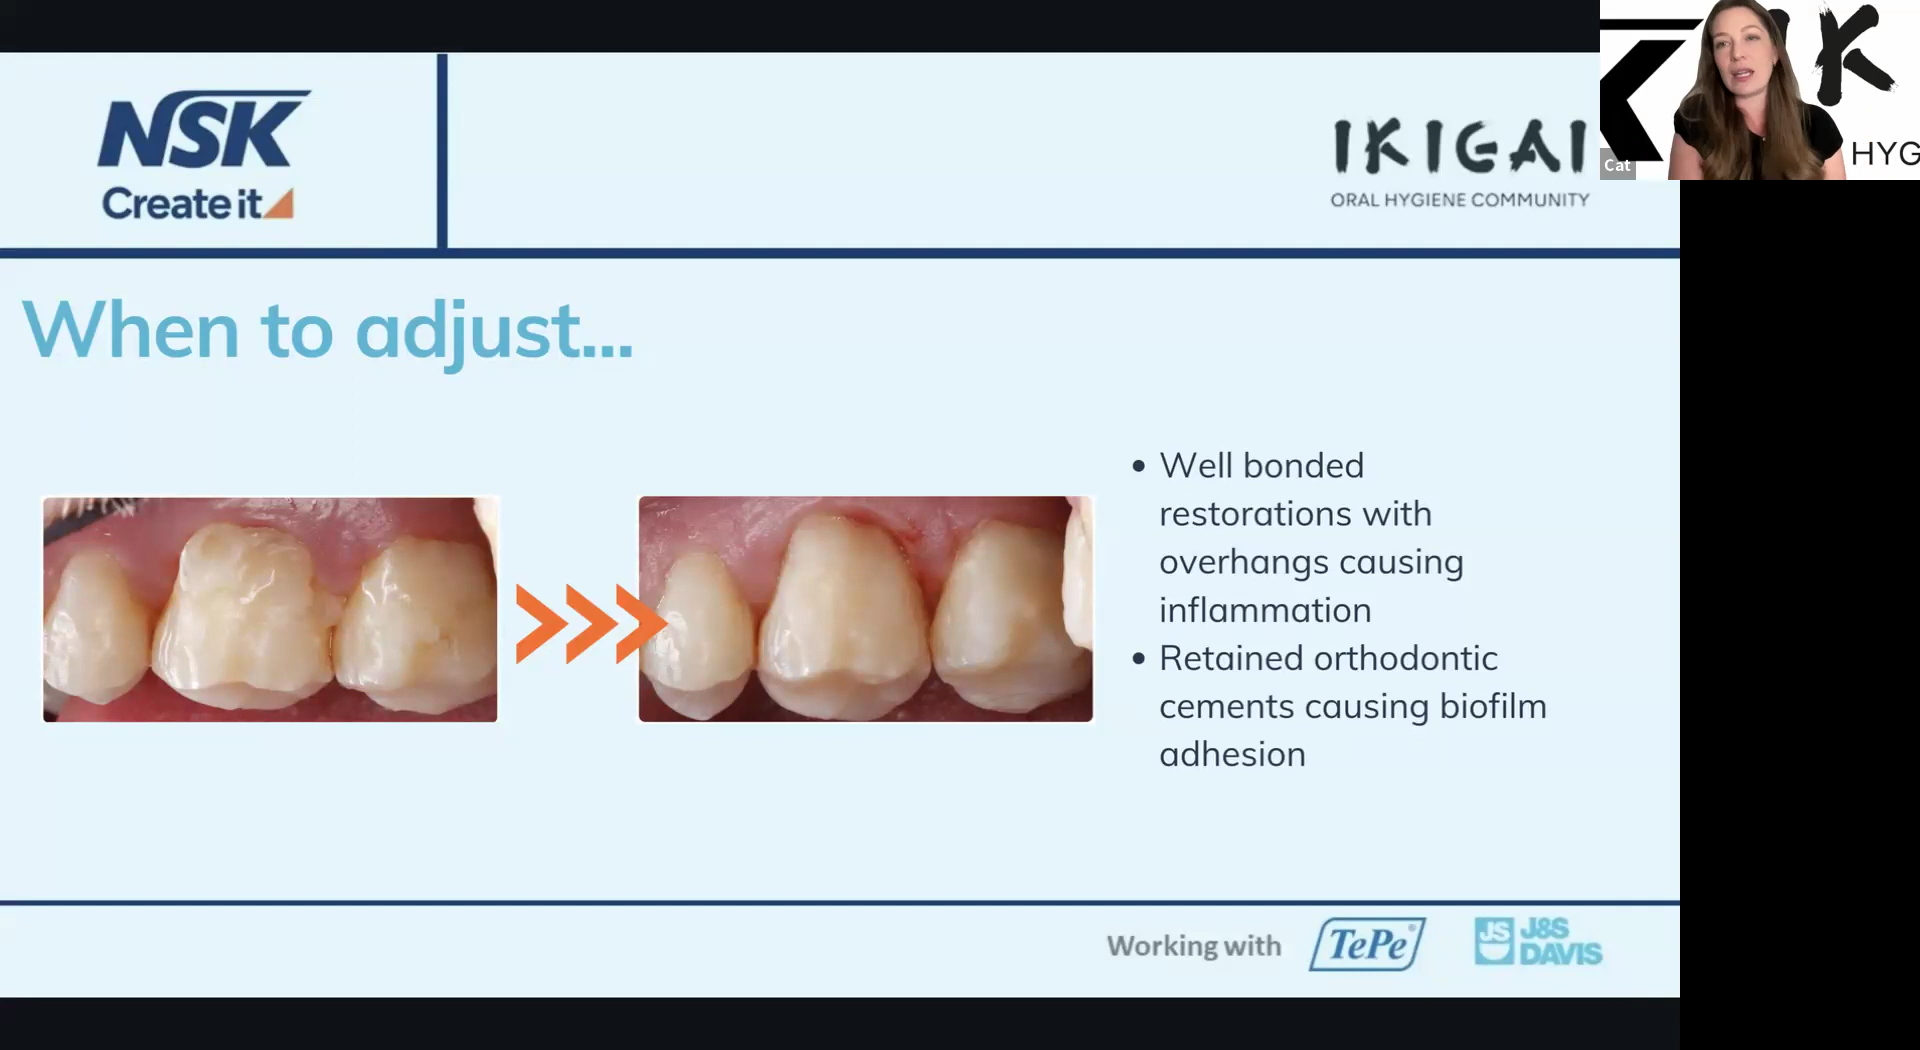 NSK
Create it
IKIGAI
ORAL HYGIENE COMMUNITY
K
HYG
Cat
When to adjust...
• Well bonded
restorations with
overhangs causing
inflammation
• Retained orthodontic
cements causing biofilm
adhesion
Working with
TePe®
JS
J&S
DAVIS